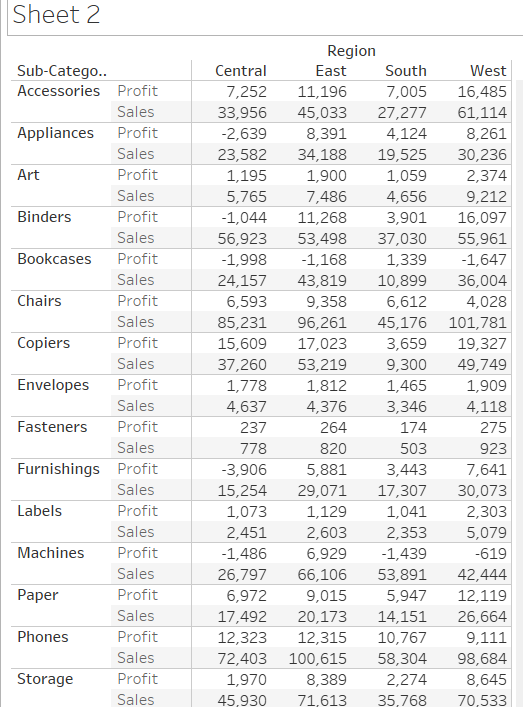 Sheet 2
Region
Sub-Catego.. Central East South West
Accessories Profit 7,252 11,196 7,005 16,485
Sales 33,956 45,033 27,277 61,114
Appliances Profit -2,639 8,391 4,124 8,261
Sales 23,582 34,188 19,525 30,236
Art Profit 1,195 1,900 1,059 2,374
Sales 5,765 7,486 4,656 9,212
Binders Profit -1,044 11,268 3,901 16,097
Sales 56,923 53,498 37,030 55,961
Bookcases Profit -1,998 -1,168 1,339 -1,647
Sales 24,157 43,819 10,899 36,004
Chairs Profit 6,593 9,358 6,612 4,028
Sales 85,231 96,261 45,176 101,781
Copiers Profit 15,609 17,023 3,659 19,327
Sales 37,260 53,219 9,300 49,749
Envelopes Profit 1,778 1,812 1,465 1,909
Sales 4,637 4,376 3,346 4,118
Fasteners Profit 237 264 174 275
Sales 778 820 503 923
Furnishings Profit -3,906 5,881 3,443 7,641
Sales 15,254 29,071 17,307 30,073
Labels Profit 1,073 1,129 1,041 2,303
Sales 2,451 2,603 2,353 5,079
Machines Profit -1,486 6,929 -1,439 -619
Sales 26,797 66,106 53,891 42,444
Paper Profit 6,972 9,015 5,947 12,119
Sales 17,492 20,173 14,151 26,664
Phones Profit 12,323 12,315 10,767 9,111
Sales 72,403 100,615 58,304 98,684
Storage Profit 1,970 8,389 2,274 8,645
Sales 45,930 71,613 35,768 70,533